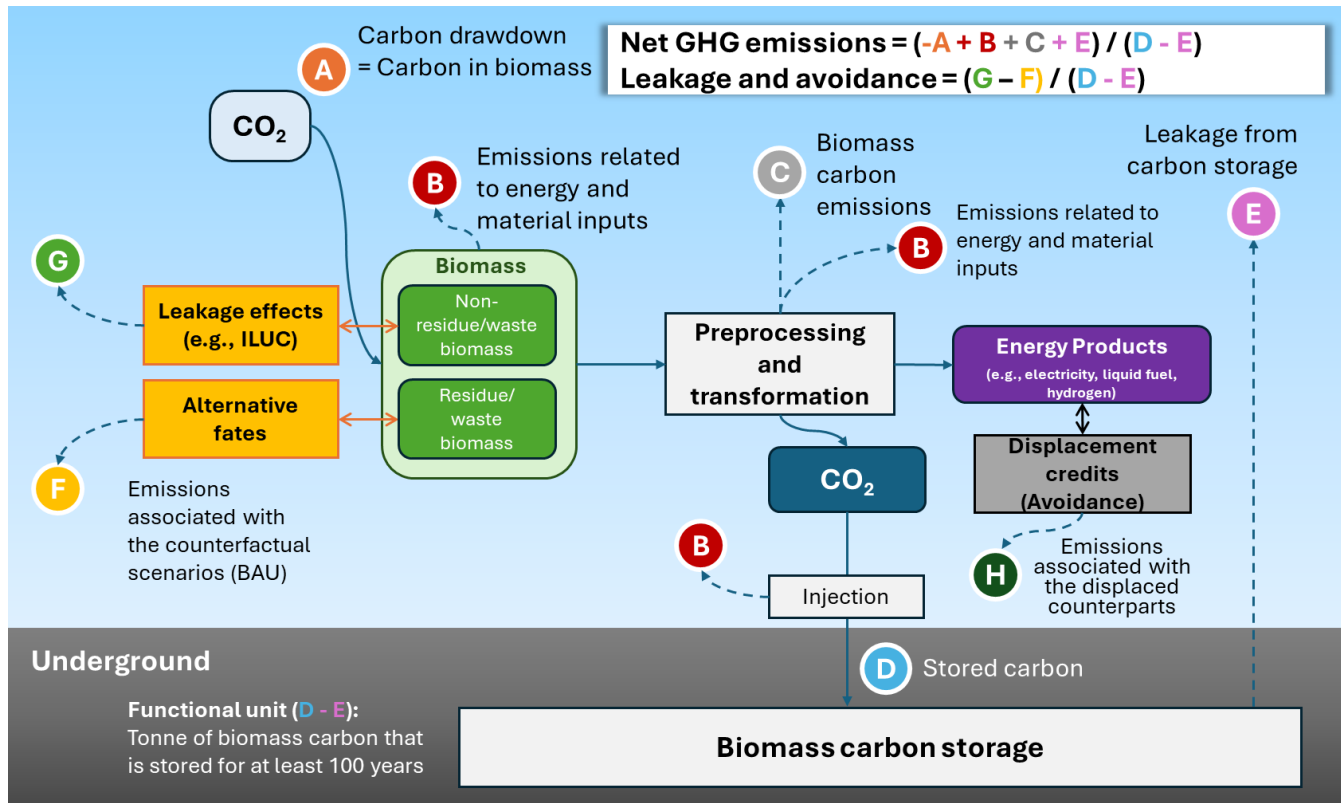 Carbon drawdown
= Carbon in biomass
A
Net GHG emissions = (-A + B + C + E) / (D - E)
Leakage and avoidance = (G – F) / (D - E)
CO2
B
Emissions related
to energy and
material inputs
C
Biomass
carbon
emissions
Leakage from
carbon storage
E
B
Emissions related to
energy and material
inputs
G
Leakage effects
(e.g., ILUC)
Alternative
fates
F
Emissions
associated with
the counterfactual
scenarios (BAU)
Biomass
Non-
residue/waste
biomass
Residue/
waste
biomass
Preprocessing
and
transformation
Energy Products
(e.g., electricity, liquid fuel,
hydrogen)
Displacement
credits
(Avoidance)
H
Emissions
associated with
the displaced
counterparts
CO2
B
Injection
D
Stored carbon
Underground
Functional unit (D - E):
Tonne of biomass carbon that
is stored for at least 100 years
Biomass carbon storage